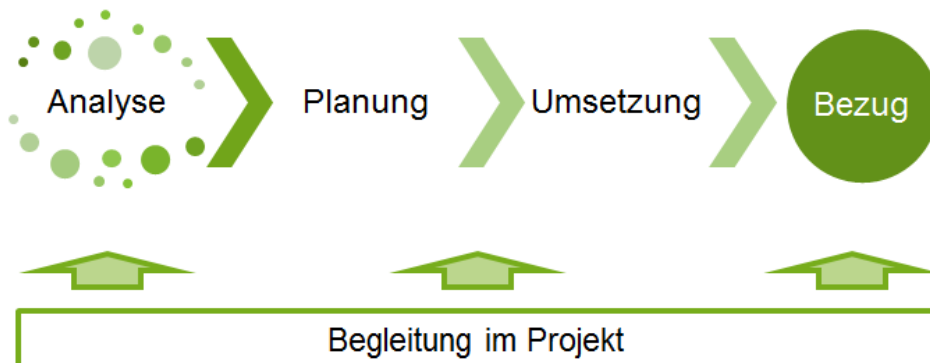 Analyse
Planung
Umsetzung
Bezug
Begleitung im Projekt